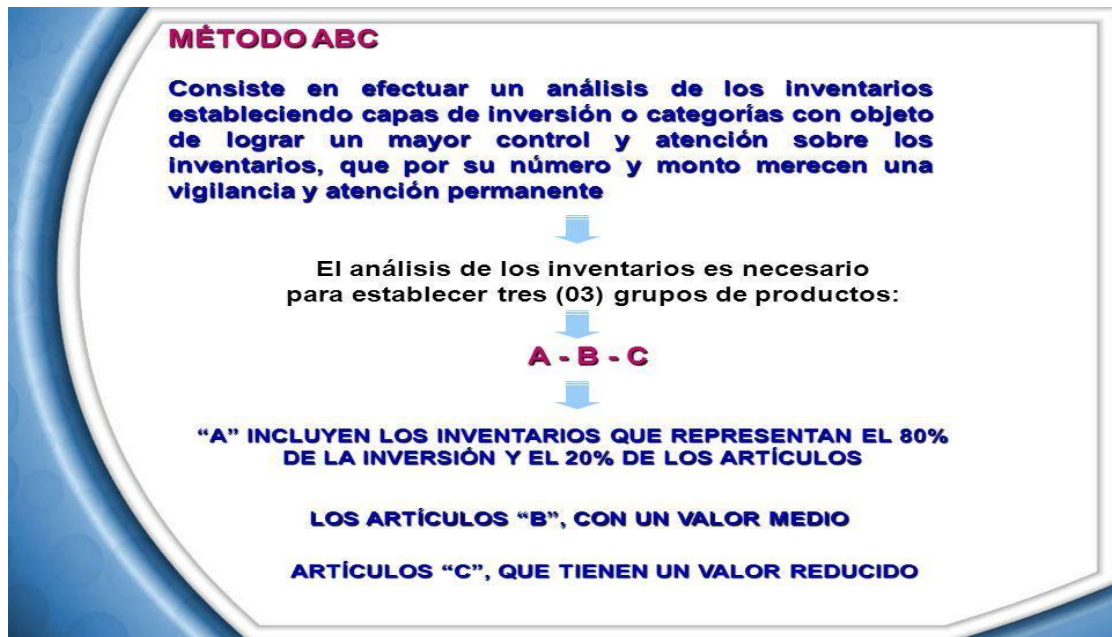 MÉTODO ABC
Consiste en efectuar un análisis de los inventarios
estableciendo capas de inversión o categorías con objeto
de lograr un mayor control y atención sobre los
inventarios, que por su número y monto merecen una
vigilancia y atención permanente
El análisis de los inventarios es necesario
para establecer tres (03) grupos de productos:
A - B - C
“A” INCLUYEN LOS INVENTARIOS QUE REPRESENTAN EL 80%
DE LA INVERSIÓN Y EL 20% DE LOS ARTÍCULOS
LOS ARTÍCULOS “B”, CON UN VALOR MEDIO
ARTÍCULOS “C”, QUE TIENEN UN VALOR REDUCIDO